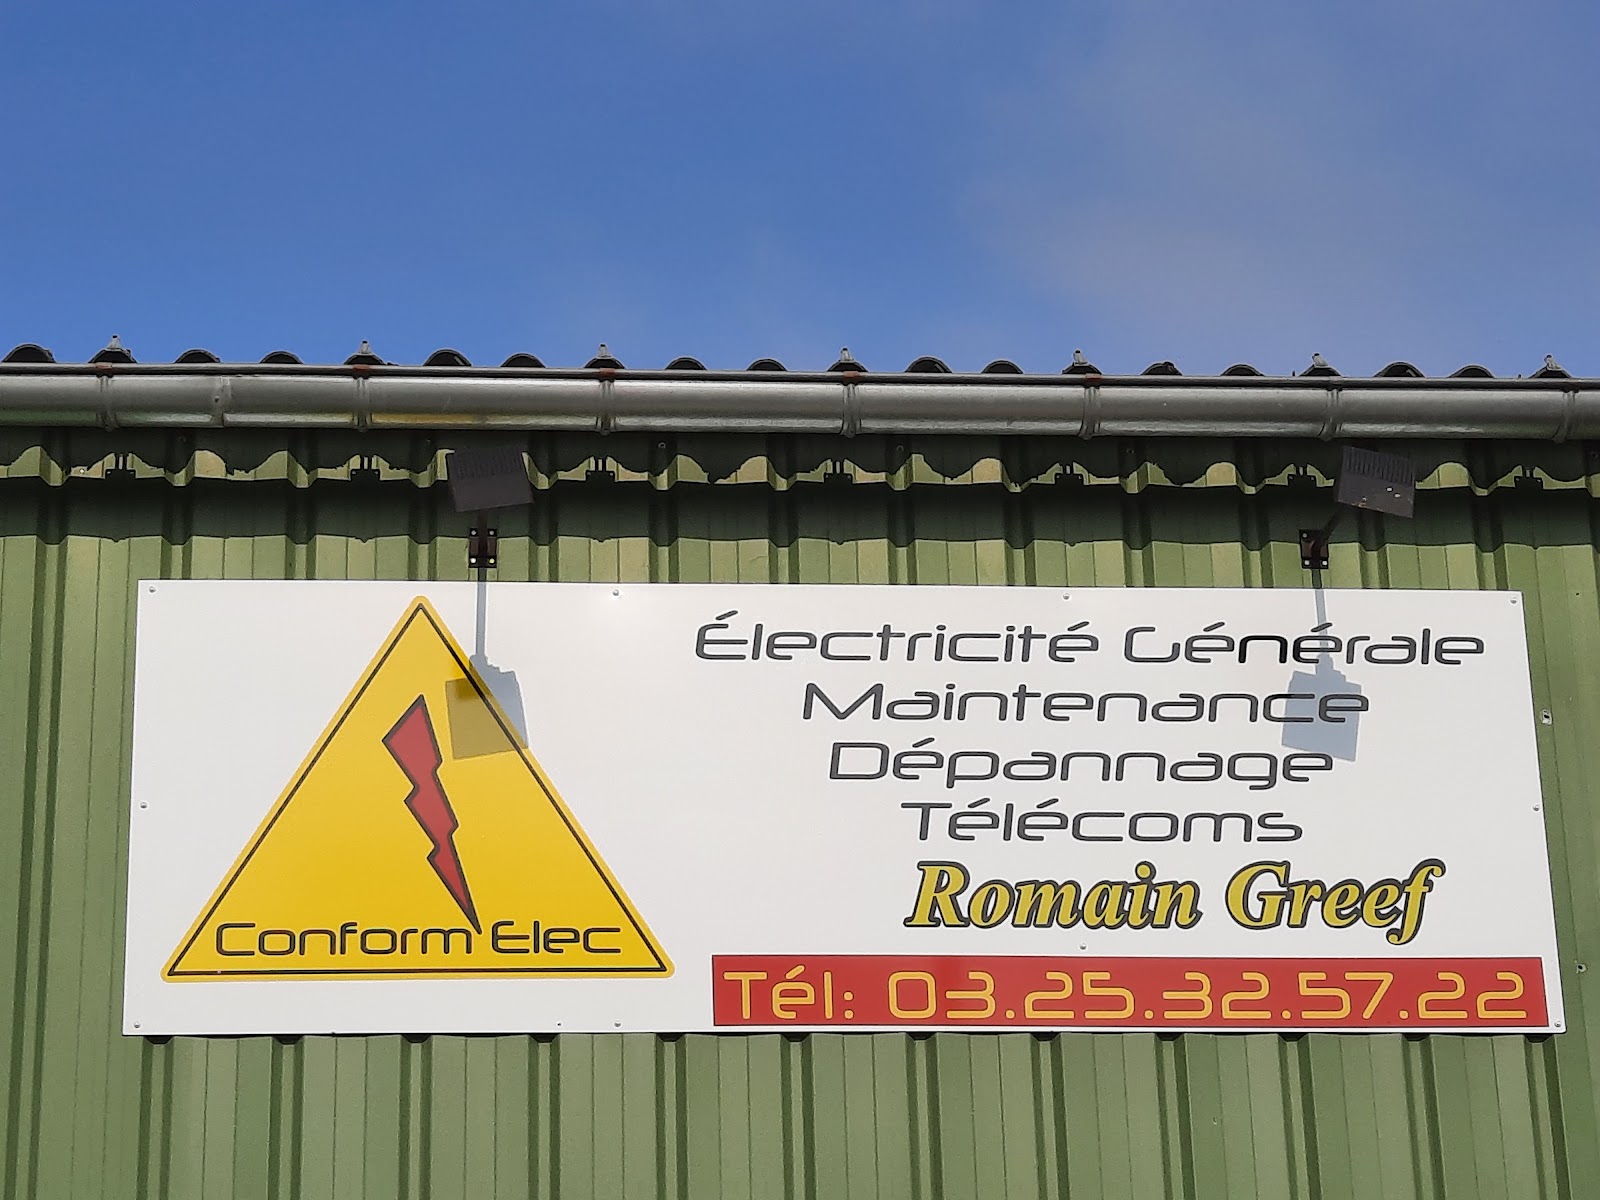 Conform Elec
Électricité Générale
Maintenance
Dépannage
Télécoms
Romain Greef
Tél: 03.25.32.57.22